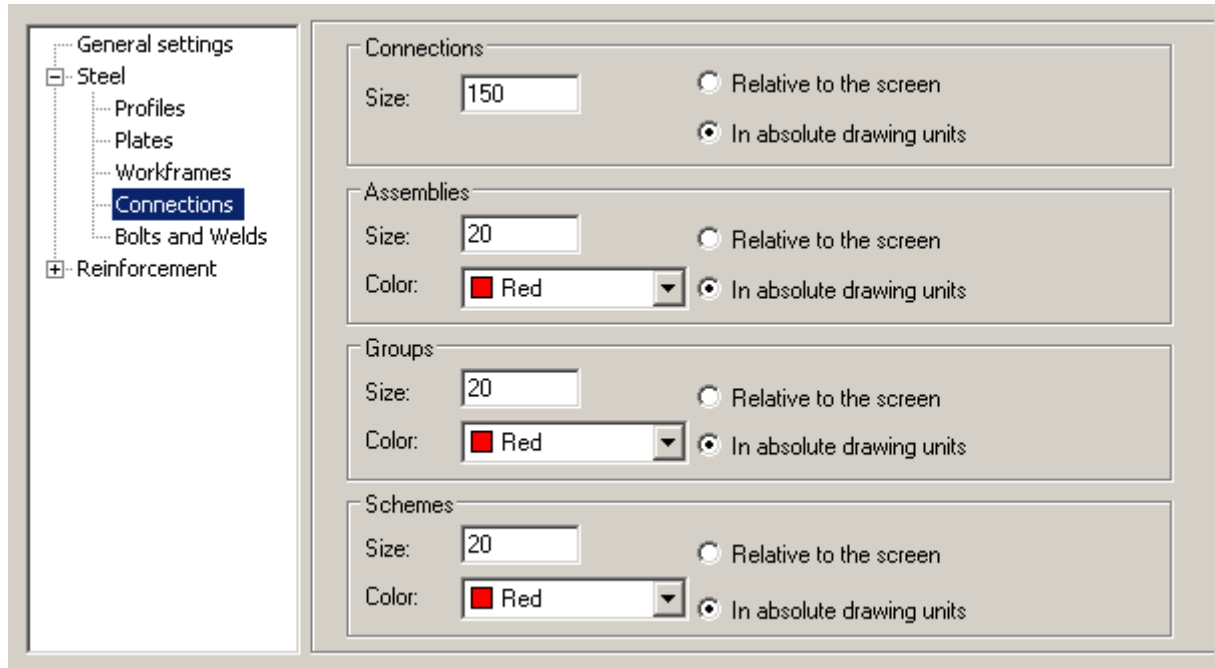 General settings
Steel
Profiles
Plates
Workframes
Connections
Bolts and Welds
Reinforcement
Connections
Size: 150 Relative to the screen
In absolute drawing units
Assemblies
Size: 20 Relative to the screen
Color: Red In absolute drawing units
Groups
Size: 20 Relative to the screen
Color: Red In absolute drawing units
Schemes
Size: 20 Relative to the screen
Color: Red In absolute drawing units